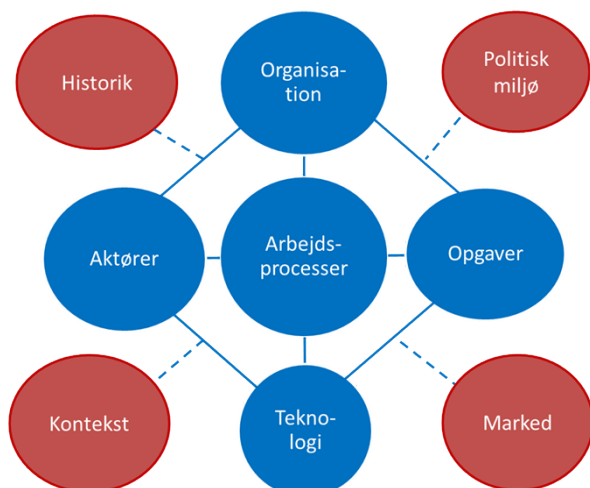 Historik
Organisa-
tion
Politisk
miljø
Aktører
Arbejds-
processer
Opgaver
Kontekst
Tekno-
logi
Marked